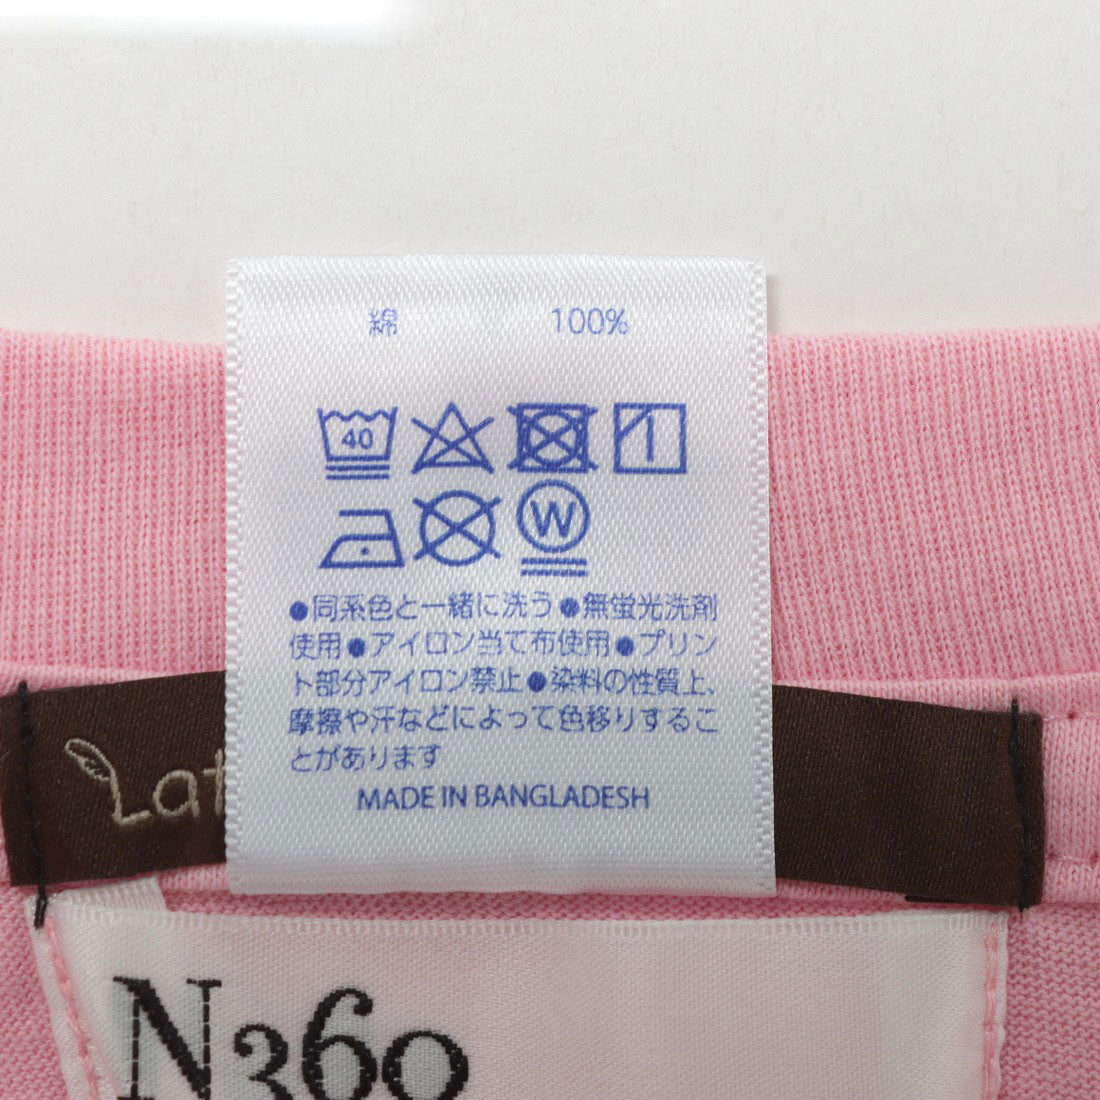 綿 100%
40
W
●同系色と一緒に洗う●無蛍光洗剤
使用●アイロン当て布使用●プリン
ト部分アイロン禁止●染料の性質上、
摩擦や汗などによって色移りするこ
とがあります
MADE IN BANGLADESH
N360